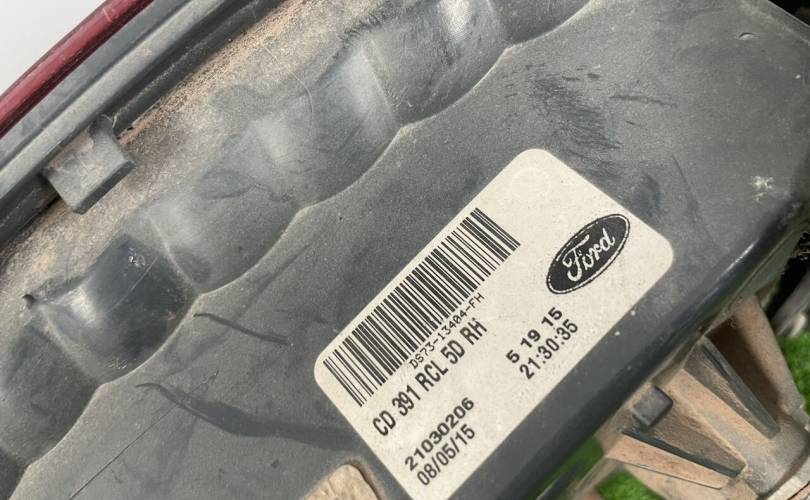 Ford
DS73-13404-FH
CD 391 RCL 5D RH
5 19 15
21030206
21:30:35
08/05/15